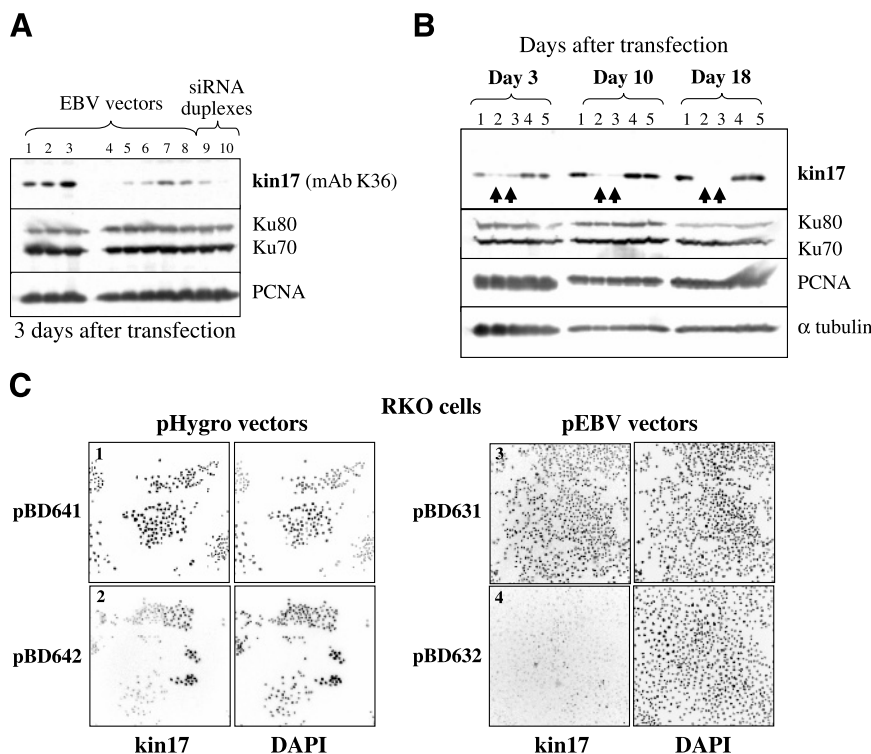 A
EBV vectors
siRNA
duplexes
1 2 3 4 5 6 7 8 9 10
kin17 (mAb K36)
Ku80
Ku70
PCNA
3 days after transfection
B
Days after transfection
Day 3 Day 10 Day 18
1 2 3 4 5 1 2 3 4 5 1 2 3 4 5
kin17
Ku80
Ku70
PCNA
α tubulin
C
RKO cells
pHygro vectors
pEBV vectors
1
pBD641
2
pBD642
kin17 DAPI
3
pBD631
4
pBD632
kin17 DAPI